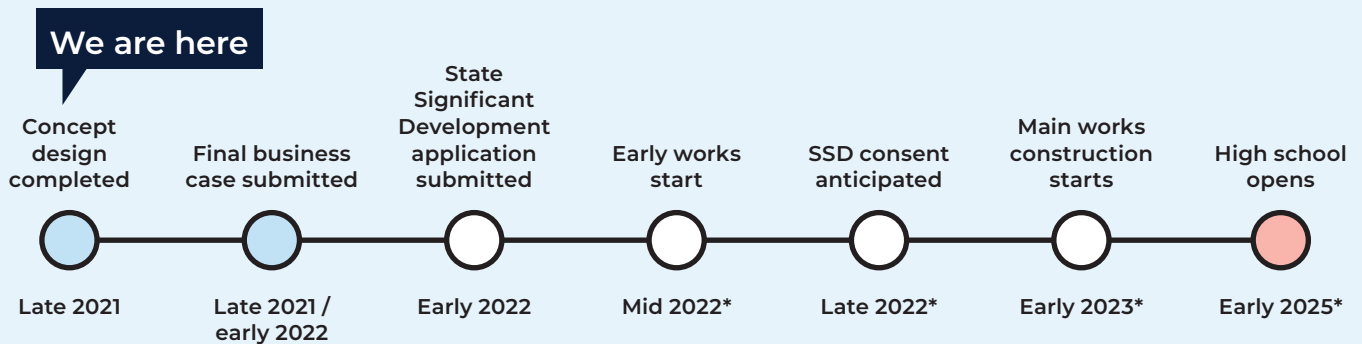 We are here
Concept
design
completed
Final business
case submitted
State
Significant
Development
application
submitted
Early works
start
SSD consent
anticipated
Main works
construction
starts
High school
opens
Late 2021
Late 2021 /
early 2022
Early 2022
Mid 2022*
Late 2022*
Early 2023*
Early 2025*